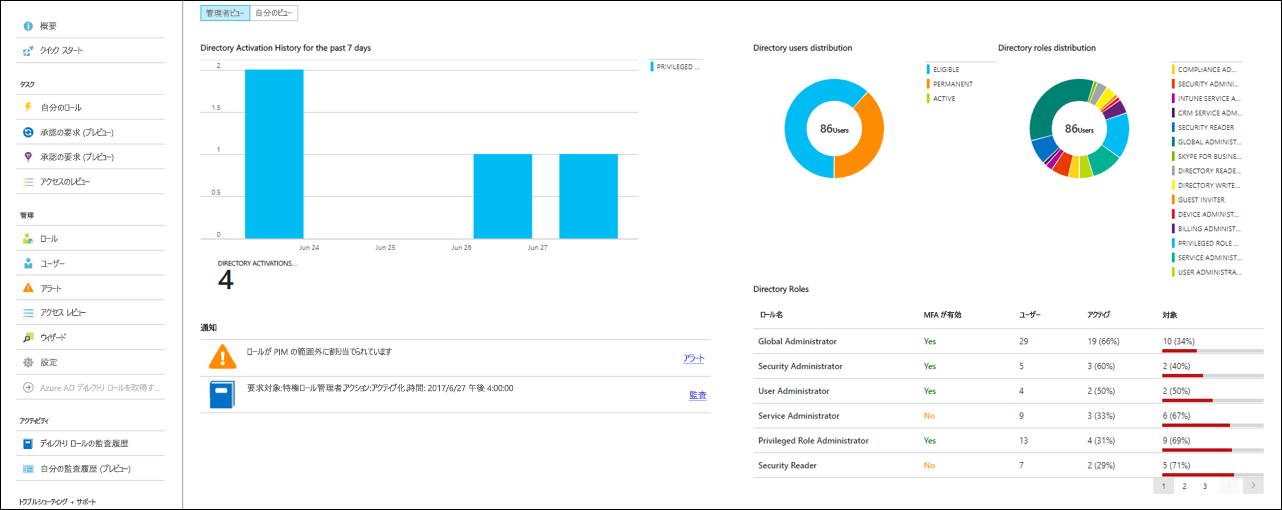 概要
クイック スタート
タスク
自分のロール
承認の要求 (プレビュー)
承認の要求 (プレビュー)
アクセスのレビュー
管理
ロール
ユーザー
アラート
アクセス レビュー
ウィザード
設定
Azure AD ディレクトリ ロールを取得す...
アクティビティ
ディレクトリ ロールの監査履歴
自分の監査履歴 (プレビュー)
トラブルシューティング + サポート
管理者ビュー 自分のビュー
Directory Activation History for the past 7 days
PRIVILEGED ...
2
1.5
1
0.5
0
Jun 24 Jun 25 Jun 26 Jun 27
DIRECTORY ACTIVATIONS...
4
通知
ロールが PIM の範囲外に割り当てられています
アラート
要求対象:特権ロール管理者,アクション:アクティブ化,時間: 2017/6/27 午後 4:00:00
監査
Directory users distribution
86Users
ELIGIBLE
PERMANENT
ACTIVE
Directory roles distribution
86Users
COMPLIANCE AD...
SECURITY ADMINI...
INTUNE SERVICE A...
CRM SERVICE ADM...
SECURITY READER
GLOBAL ADMINIST...
SKYPE FOR BUSINE...
DIRECTORY READE...
DIRECTORY WRITE...
GUEST INVITER
DEVICE ADMINIST...
BILLING ADMINIST...
PRIVILEGED ROLE ...
SERVICE ADMINIST...
USER ADMINISTRA...
Directory Roles
ロール名 MFA が有効 ユーザー アクティブ 対象
Global Administrator Yes 29 19 (66%) 10 (34%)
Security Administrator Yes 5 3 (60%) 2 (40%)
User Administrator Yes 4 2 (50%) 2 (50%)
Service Administrator No 9 3 (33%) 6 (67%)
Privileged Role Administrator Yes 13 4 (31%) 9 (69%)
Security Reader No 7 2 (29%) 5 (71%)
1 2 3